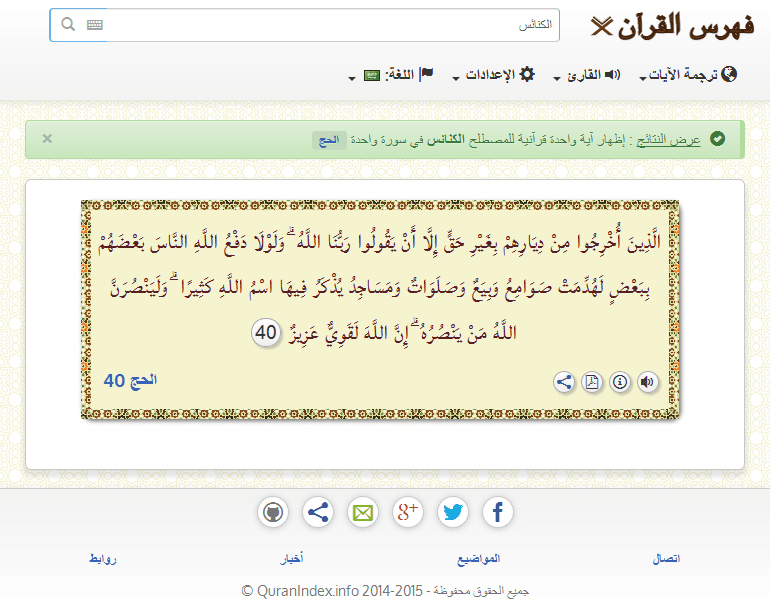 فهرس القرآن
الكنائس
ترجمة الآيات
القارئ
الإعدادات
اللغة:
عرض النتائج : إظهار آية واحدة قرآنية للمصطلح الكنائس في سورة واحدة الحج ×
الَّذِينَ أُخْرِجُوا مِنْ دِيَارِهِمْ بِغَيْرِ حَقٍّ إِلَّا أَنْ يَقُولُوا رَبُّنَا اللَّهُ ۗ وَلَوْلَا دَفْعُ اللَّهِ النَّاسَ بَعْضَهُمْ
بِبَعْضٍ لَهُدِّمَتْ صَوَامِعُ وَبِيَعٌ وَصَلَوَاتٌ وَمَسَاجِدُ يُذْكَرُ فِيهَا اسْمُ اللَّهِ كَثِيرًا ۗ وَلَيَنْصُرَنَّ
اللَّهُ مَنْ يَنْصُرُهُ ۗ إِنَّ اللَّهَ لَقَوِيٌّ عَزِيزٌ 40
الحج 40
اتصال
المواضيع
أخبار
روابط
جميع الحقوق محفوظة - QuranIndex.info 2014-2015 ©